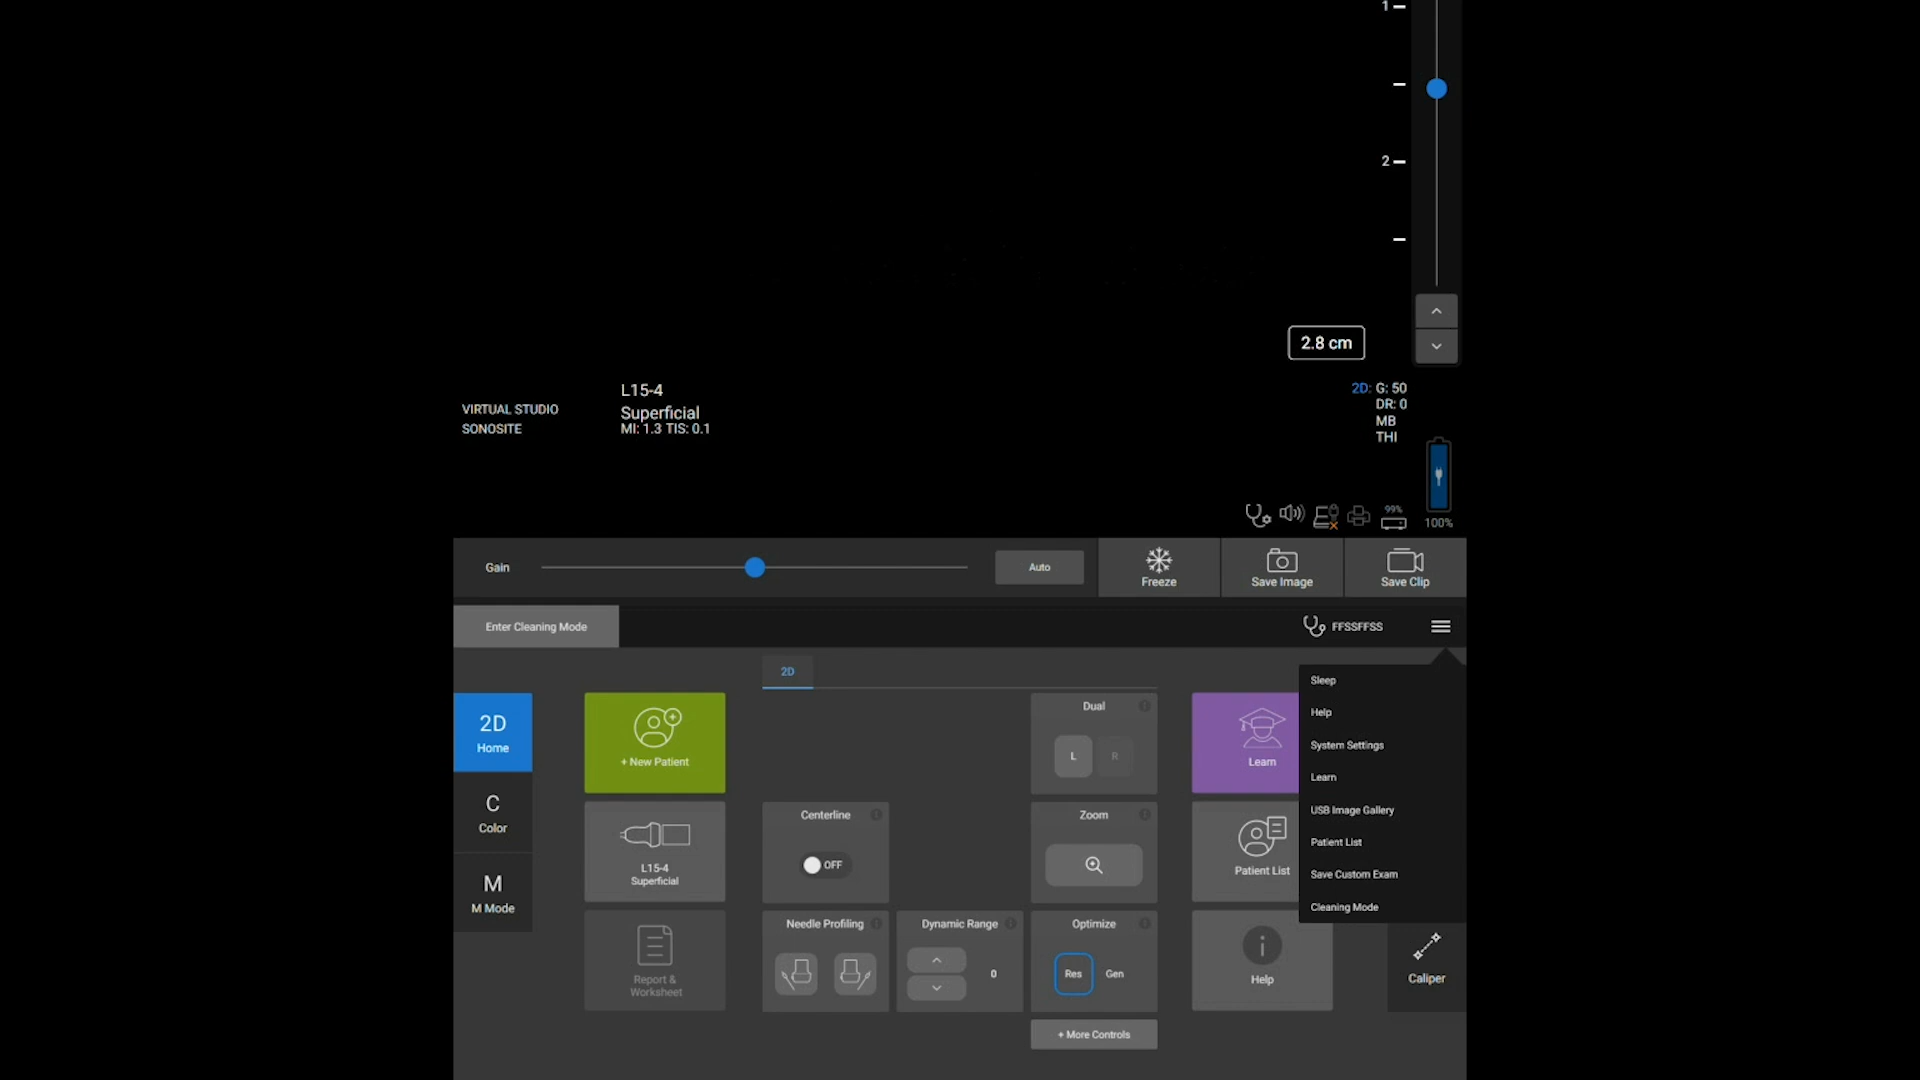 1
2
2.8 cm
VIRTUAL STUDIO
SONOSITE
L15-4
Superficial
MI: 1.3 TIS: 0.1
2D: G: 50
DR: 0
MB
THI
99%
100%
Gain
Auto
Freeze
Save Image
Save Clip
Enter Cleaning Mode
FFSSFFSS
2D
Home
C
Color
M
M Mode
+ New Patient
L15-4
Superficial
Report &
Worksheet
2D
Dual
L
R
Centerline
OFF
Zoom
Needle Profiling
Dynamic Range
0
Optimize
Res
Gen
+ More Controls
Learn
Patient List
Help
Sleep
Help
System Settings
Learn
USB Image Gallery
Patient List
Save Custom Exam
Cleaning Mode
Caliper